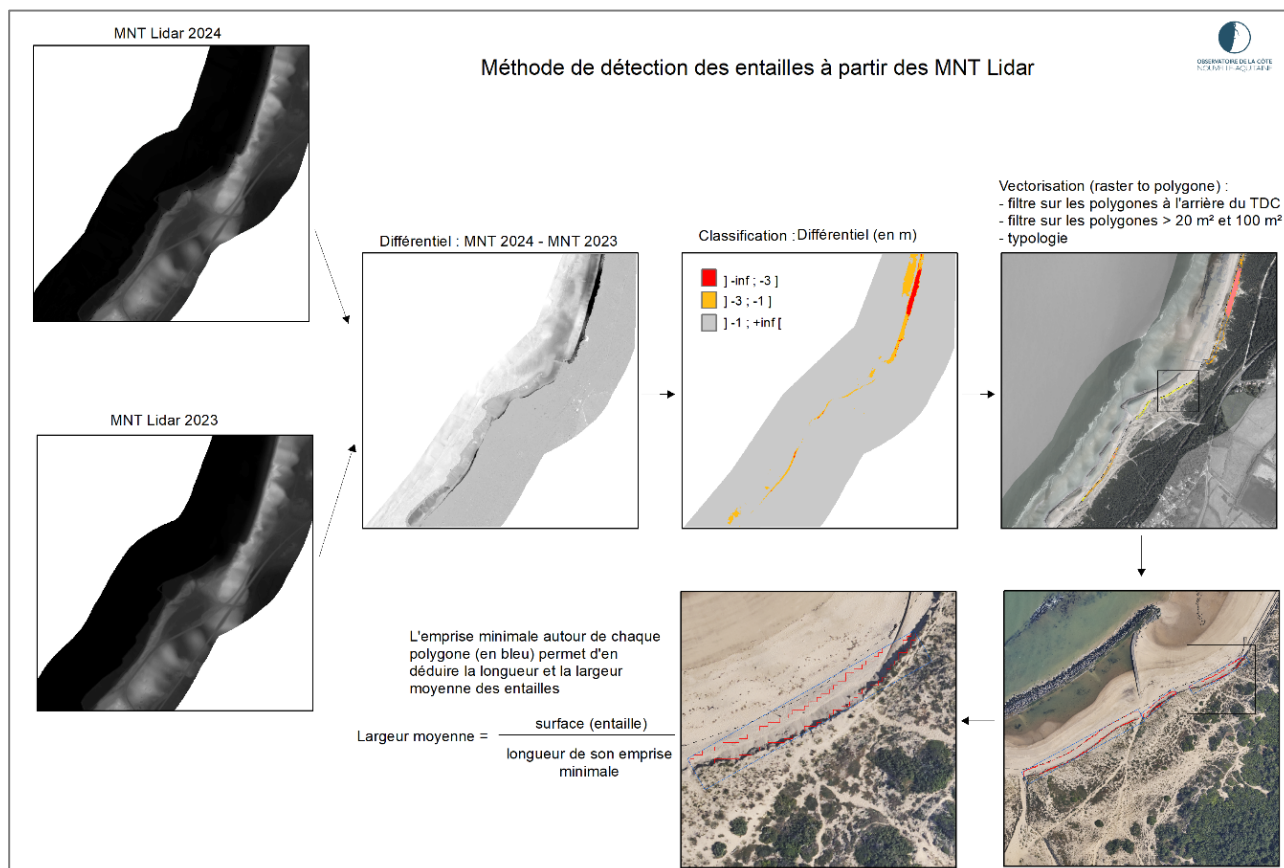 MNT Lidar 2024
Méthode de détection des entailles à partir des MNT Lidar
OBSERVATOIRE DE LA CÔTE
NOUVELLE-AQUITAINE
Vectorisation (raster to polygone) :
- filtre sur les polygones à l'arrière du TDC
- filtre sur les polygones > 20 m² et 100 m²
- typologie
Différentiel : MNT 2024 - MNT 2023
Classification : Différentiel (en m)
] -inf ; -3 ]
] -3 ; -1 ]
] -1 ; +inf [
MNT Lidar 2023
L'emprise minimale autour de chaque
polygone (en bleu) permet d'en
déduire la longueur et la largeur
moyenne des entailles
Largeur moyenne =
surface (entaille)
longueur de son emprise
minimale